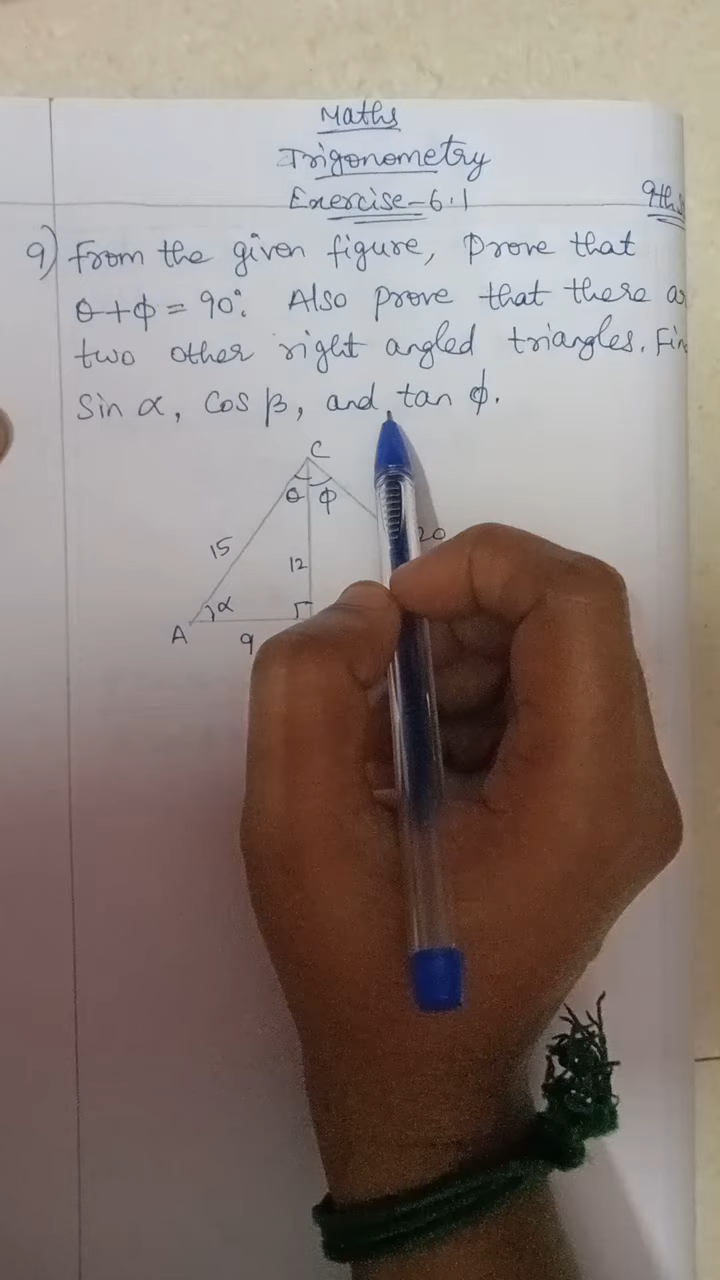 Maths
Trigonometry
Exercise-6.1
9th
9) From the given figure, Prove that
θ+ϕ = 90°. Also prove that there
two other right angled triangles.
Sin α, Cos β, and tan ϕ.
C
θ ϕ
15
20
12
α
A
9